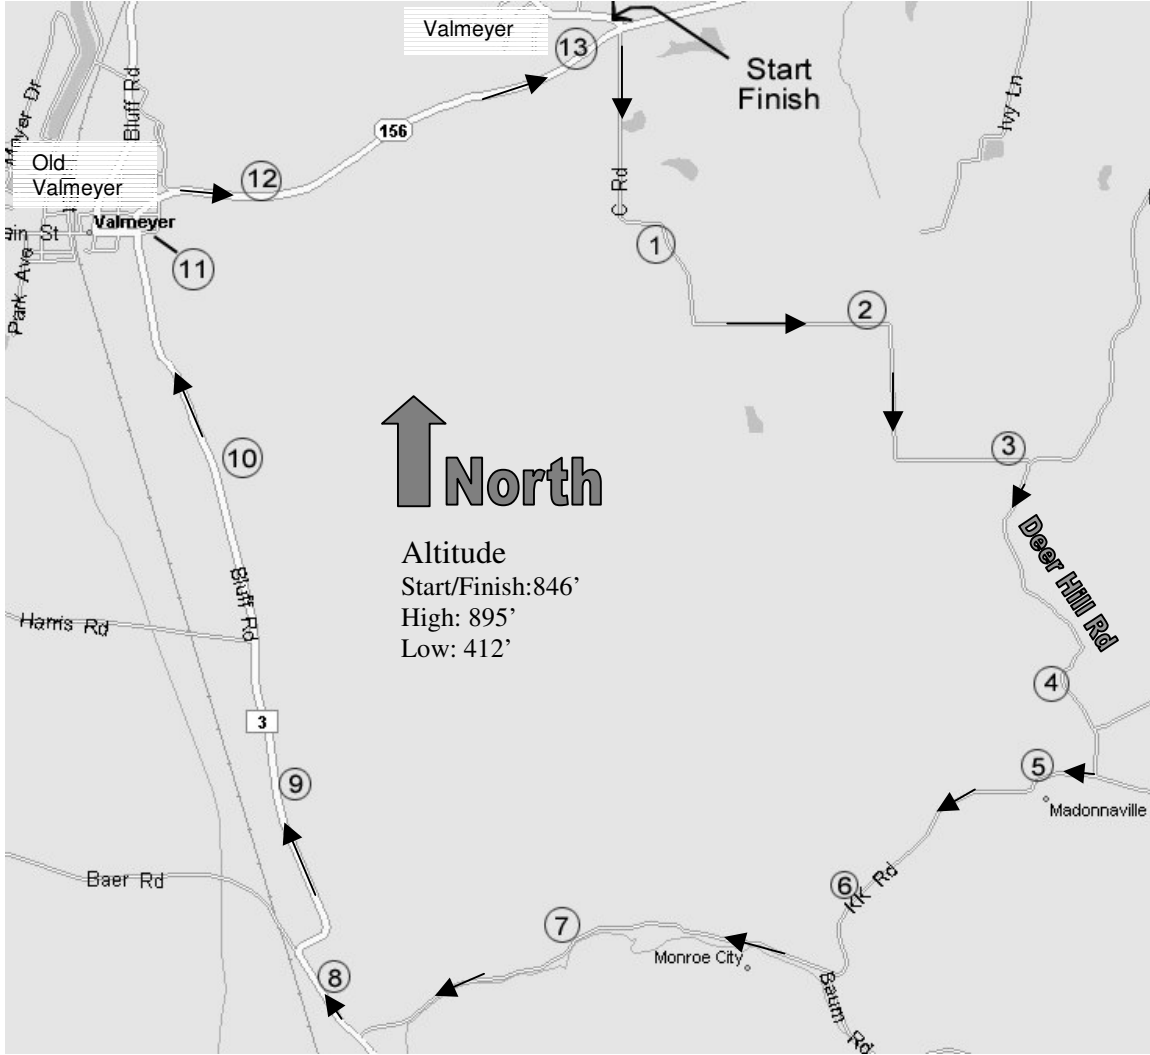 Valmeyer
Start
Finish
13
156
Bluff Rd
Ivy Ln
Old
Valmeyer
12
C Rd
Valmeyer
1
11
Park Ave
2
3
10
North
Deer Hill Rd
Altitude
Start/Finish:846’
High: 895’
Low: 412’
Bluff Rd
Harris Rd
4
3
5
9
Madonnaville
Baer Rd
6
KK Rd
7
Monroe City
8
Baum Rd